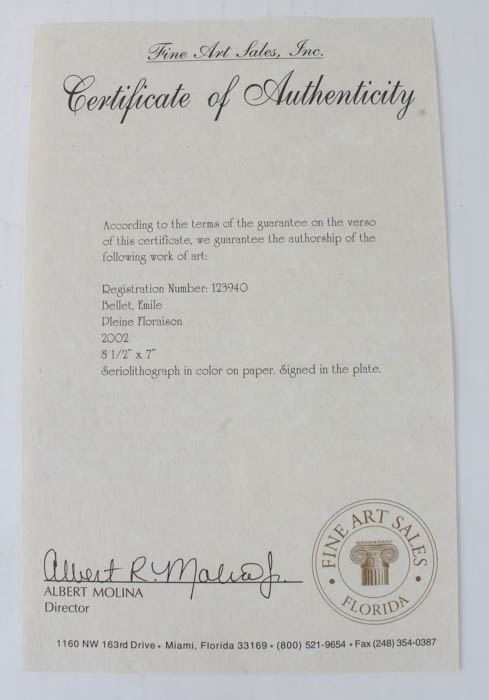 Fine Art Sales, Inc.
Certificate of Authenticity
According to the terms of the guarantee on the verso
of this certificate, we guarantee the authorship of the
following work of art:
Registration Number: 123940
Bellet, Emile
Pleine Floraison
2002
8 1/2" x 7"
Seriolithograph in color on paper. Signed in the plate.
Albert R. Molina Jr.
ALBERT MOLINA
Director
FINE ART SALES
FLORIDA
1160 NW 163rd Drive • Miami, Florida 33169 • (800) 521-9654 • Fax (248) 354-0387